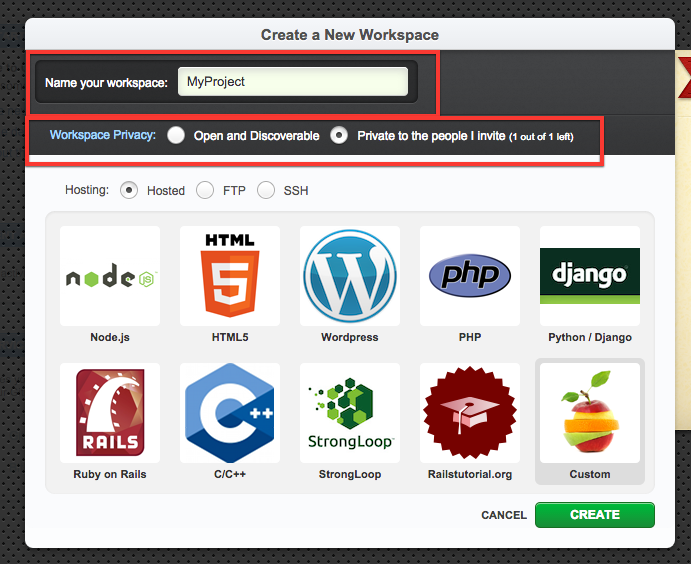 Create a New Workspace
Name your workspace: MyProject
Workspace Privacy: Open and Discoverable Private to the people I invite (1 out of 1 left)
Hosting: Hosted FTP SSH
node JS HTML 5 W php django
Node.js HTML5 Wordpress PHP Python / Django
RAILS C++ StrongLoop
Ruby on Rails C/C++ StrongLoop Railstutorial.org Custom
CANCEL CREATE